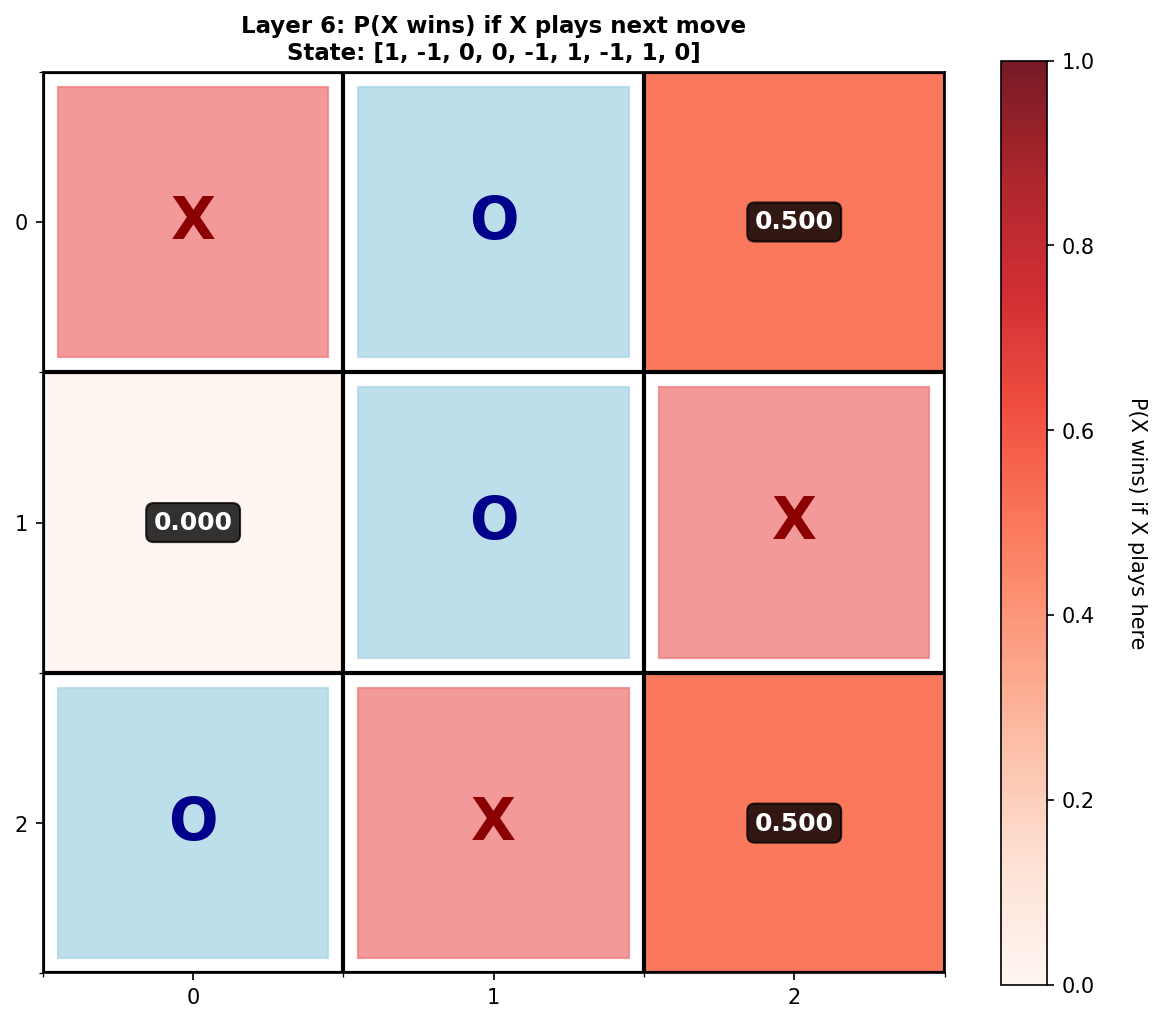 Layer 6: P(X wins) if X plays next move
State: [1, -1, 0, 0, -1, 1, -1, 1, 0]
X O 0.500
0.000 O X
O X 0.500
0
1
2
0 1 2
1.0
0.8
0.6
0.4
0.2
0.0
P(X wins) if X plays here